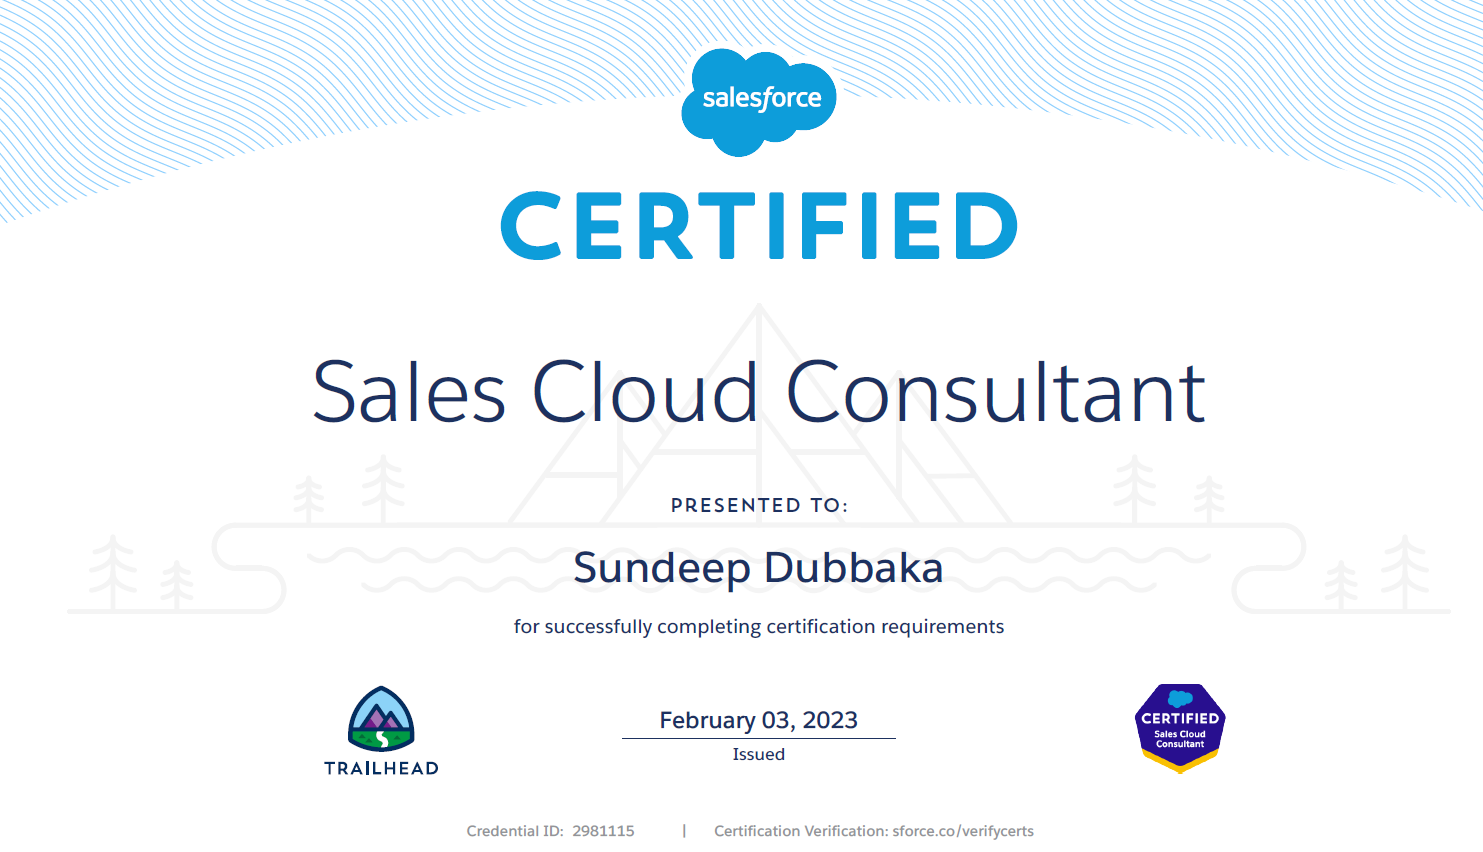 salesforce
CERTIFIED
Sales Cloud Consultant
PRESENTED TO:
Sundeep Dubbaka
for successfully completing certification requirements
TRAILHEAD
February 03, 2023
Issued
CERTIFIED
Sales Cloud
Consultant
Credential ID: 2981115 | Certification Verification: sforce.co/verifycerts